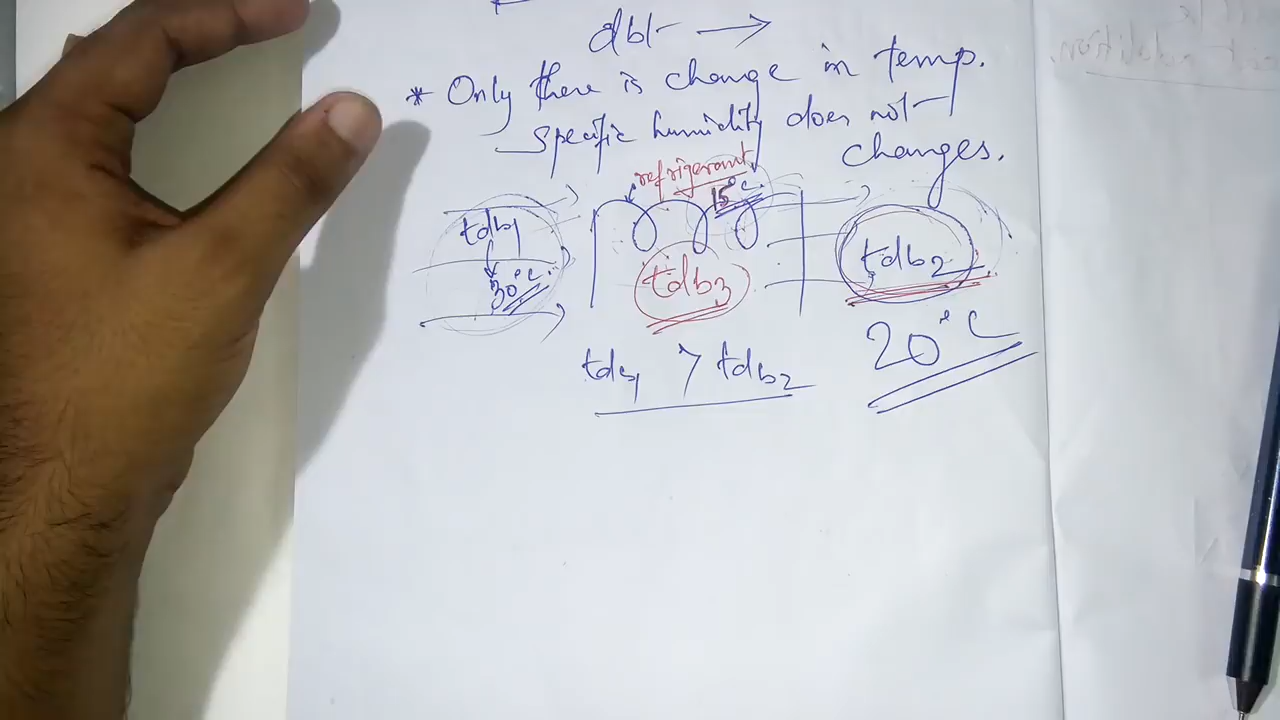 dbt →
* Only there is change in temp.
specific humidity does not
changes.
refrigerant
15°C
tdb1
30°C
tdb3
tdb2
20°C
tdb1 > tdb2